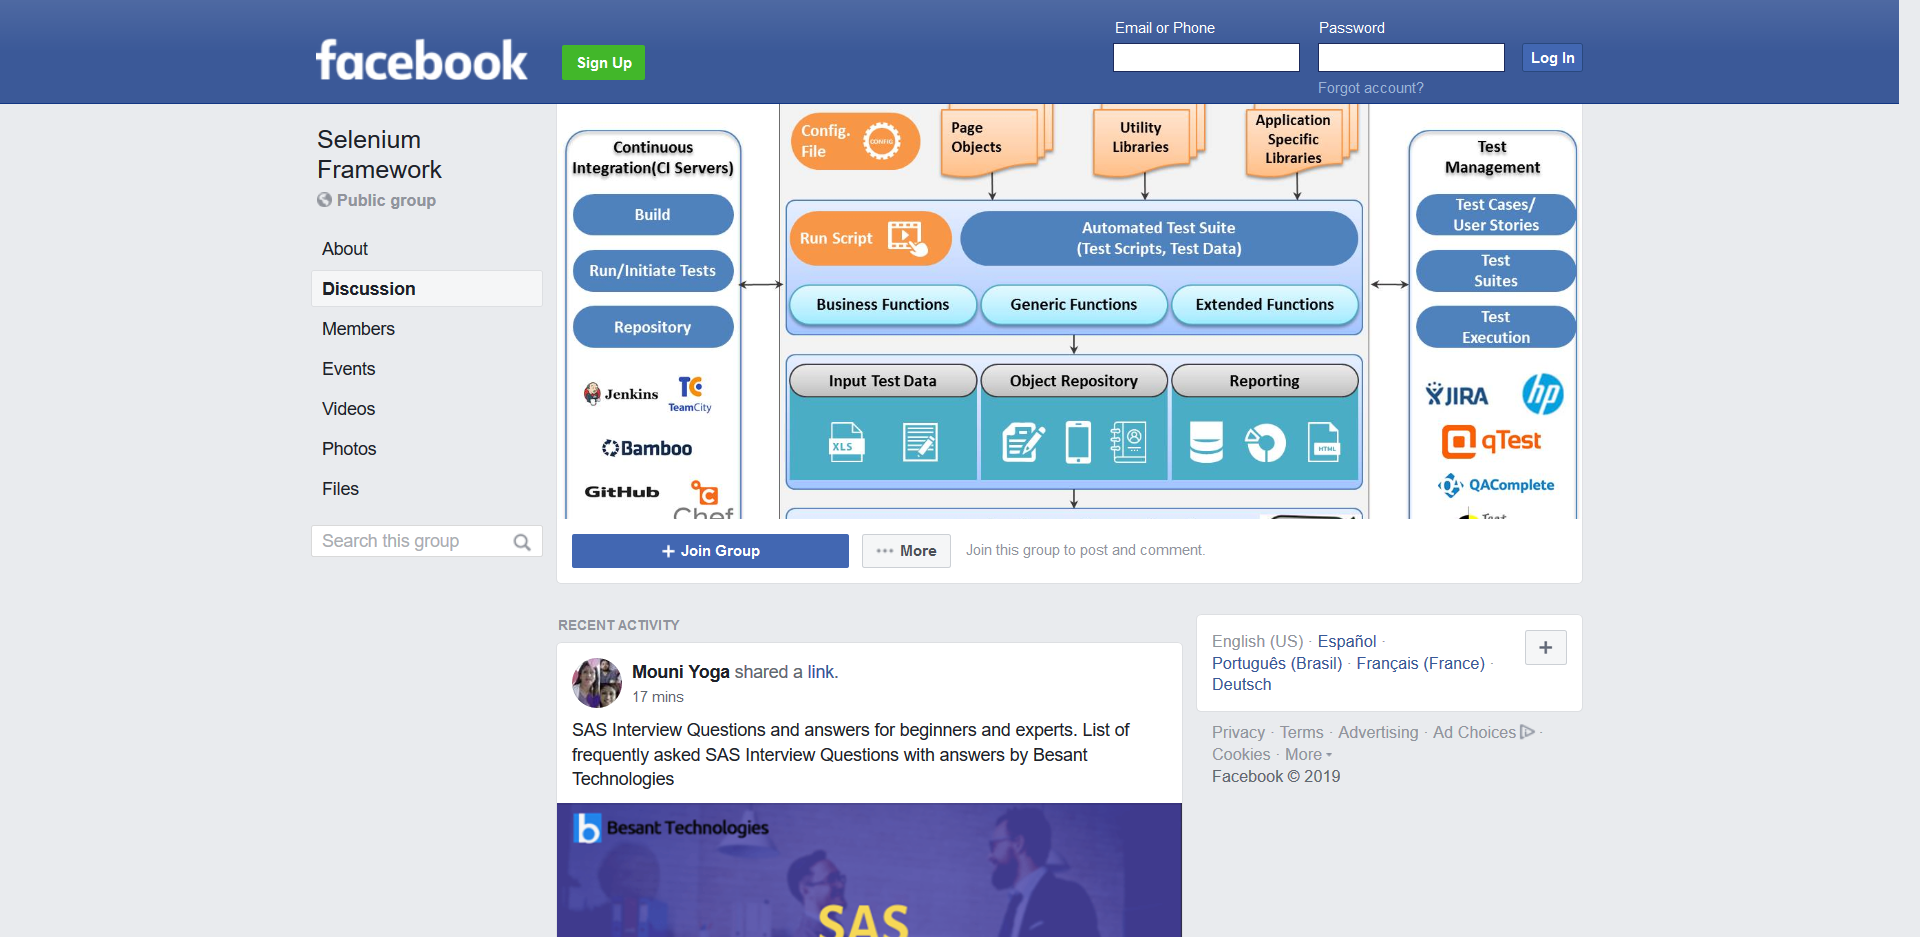 facebook
Sign Up
Email or Phone
Password
Log In
Forgot account?
Selenium
Framework
Public group
About
Discussion
Members
Events
Videos
Photos
Files
Search this group
Continuous
Integration(CI Servers)
Build
Run/Initiate Tests
Repository
Jenkins
TC
TeamCity
Bamboo
GitHub
Chef
Config.
File
CONFIG
Page
Objects
Utility
Libraries
Application
Specific
Libraries
Run Script
Automated Test Suite
(Test Scripts, Test Data)
Business Functions
Generic Functions
Extended Functions
Input Test Data
Object Repository
Reporting
XLS
HTML
Test
Management
Test Cases/
User Stories
Test
Suites
Test
Execution
JIRA
hp
qTest
QAComplete
Test
+ Join Group
More
Join this group to post and comment.
RECENT ACTIVITY
Mouni Yoga shared a link.
17 mins
SAS Interview Questions and answers for beginners and experts. List of
frequently asked SAS Interview Questions with answers by Besant
Technologies
b Besant Technologies
SAS
English (US) · Español ·
Português (Brasil) · Français (France) ·
Deutsch
+
Privacy · Terms · Advertising · Ad Choices ·
Cookies · More
Facebook © 2019